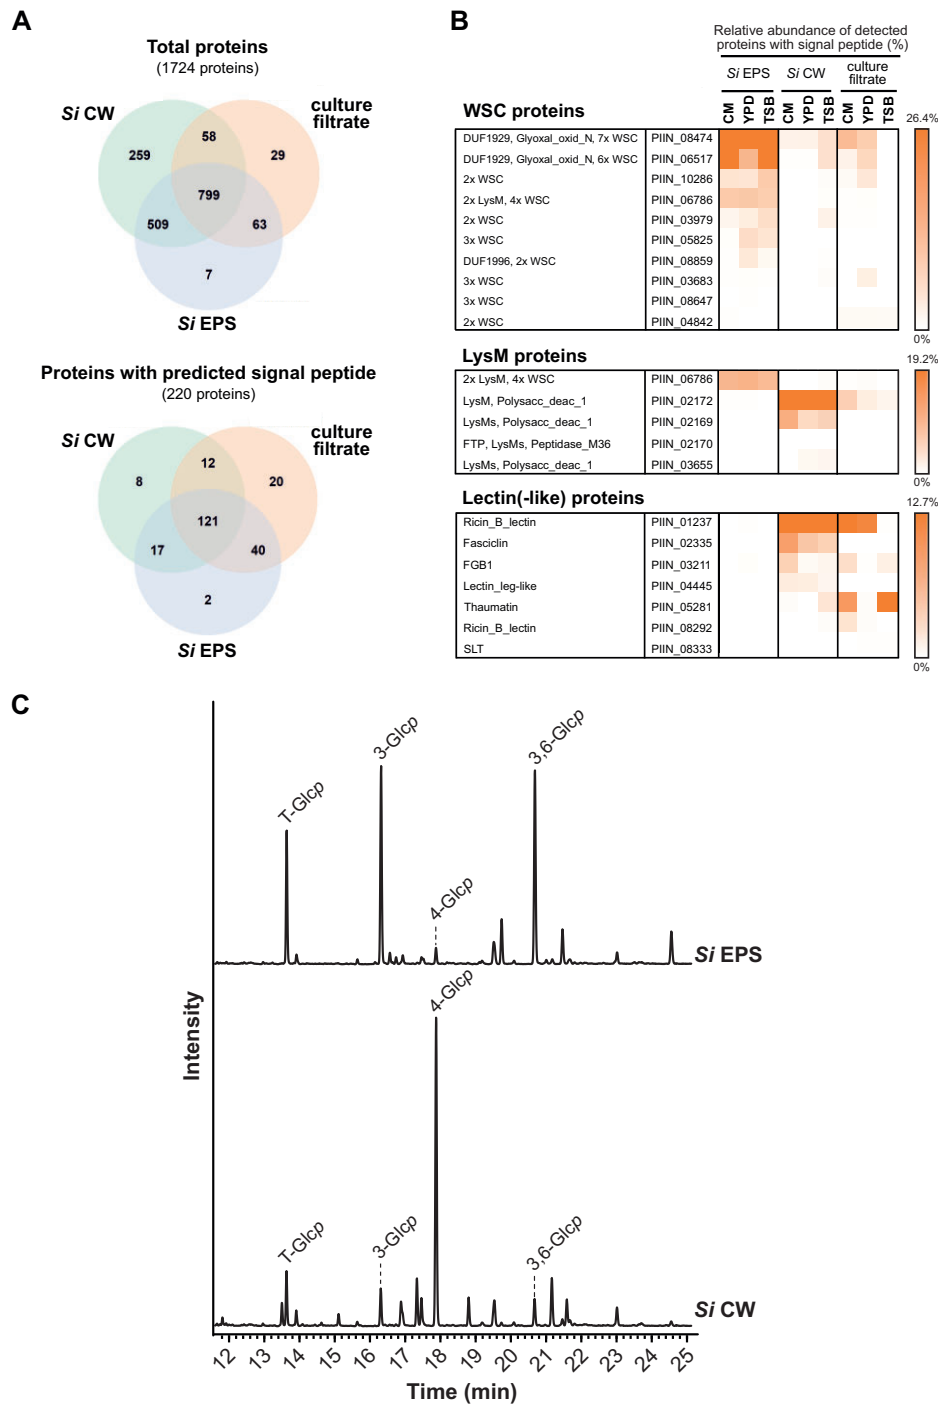 A
Total proteins
(1724 proteins)
Si CW
culture
filtrate
58
259
29
799
509
63
7
Si EPS
Proteins with predicted signal peptide
(220 proteins)
Si CW
culture
filtrate
12
8
20
121
17
40
2
Si EPS
B
Relative abundance of detected
proteins with signal peptide (%)
Si EPS Si CW culture
filtrate
WSC proteins
CM YPD TSB CM YPD TSB CM YPD TSB
26.4%
DUF1929, Glyoxal_oxid_N, 7x WSC PIIN_08474
DUF1929, Glyoxal_oxid_N, 6x WSC PIIN_06517
2x WSC PIIN_10286
2x LysM, 4x WSC PIIN_06786
2x WSC PIIN_03979
3x WSC PIIN_05825
DUF1996, 2x WSC PIIN_08859
3x WSC PIIN_03683
3x WSC PIIN_08647
2x WSC PIIN_04842
0%
LysM proteins
19.2%
2x LysM, 4x WSC PIIN_06786
LysM, Polysacc_deac_1 PIIN_02172
LysMs, Polysacc_deac_1 PIIN_02169
FTP, LysMs, Peptidase_M36 PIIN_02170
LysMs, Polysacc_deac_1 PIIN_03655
0%
Lectin(-like) proteins
12.7%
Ricin_B_lectin PIIN_01237
Fasciclin PIIN_02335
FGB1 PIIN_03211
Lectin_leg-like PIIN_04445
Thaumatin PIIN_05281
Ricin_B_lectin PIIN_08292
SLT PIIN_08333
0%
C
T-Glcp
3-Glcp
4-Glcp
3,6-Glcp
Si EPS
T-Glcp
3-Glcp
4-Glcp
3,6-Glcp
Si CW
Intensity
12 13 14 15 16 17 18 19 20 21 22 23 24 25
Time (min)